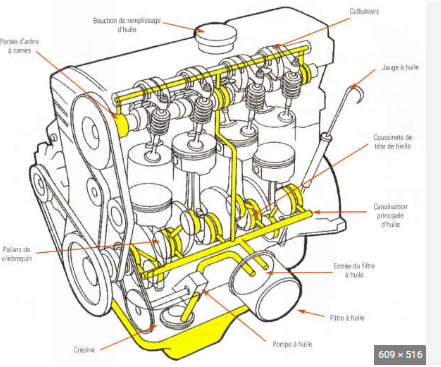 Bouchon de remplissage
d'huile
Culbuteurs
Portée d'arbre
à cames
Jauge à huile
Coussinets de
tête de bielle
Canalisation
principale
d'huile
Paliers de
vilebrequin
Entrée du filtre
à huile
Filtre à huile
Pompe à huile
Crépine
609 × 516